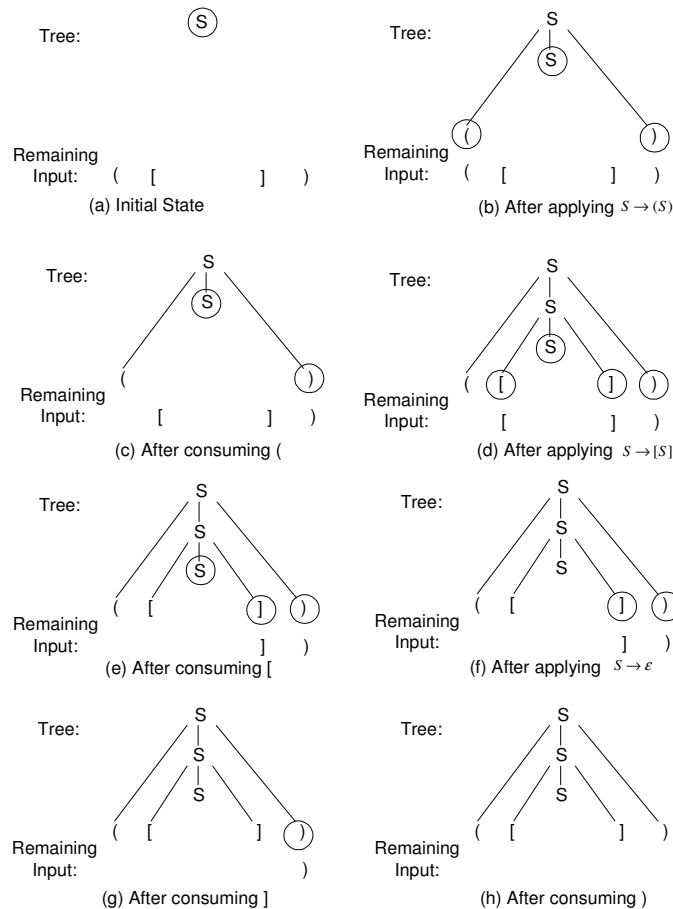 Tree:
S
Remaining
Input:
( [ ] )
(a) Initial State
Tree:
S
S
( )
Remaining
Input:
( [ ] )
(b) After applying S → (S)
Tree:
S
S
( )
Remaining
Input:
[ ] )
(c) After consuming (
Tree:
S
S
S
( [ ] )
Remaining
Input:
[ ] )
(d) After applying S → [S]
Tree:
S
S
S
( [ ] )
Remaining
Input:
] )
(e) After consuming [
Tree:
S
S
S
( [ ] )
Remaining
Input:
] )
(f) After applying S → ε
Tree:
S
S
S
( [ ] )
Remaining
Input:
)
(g) After consuming ]
Tree:
S
S
S
( [ ] )
Remaining
Input:
(h) After consuming )